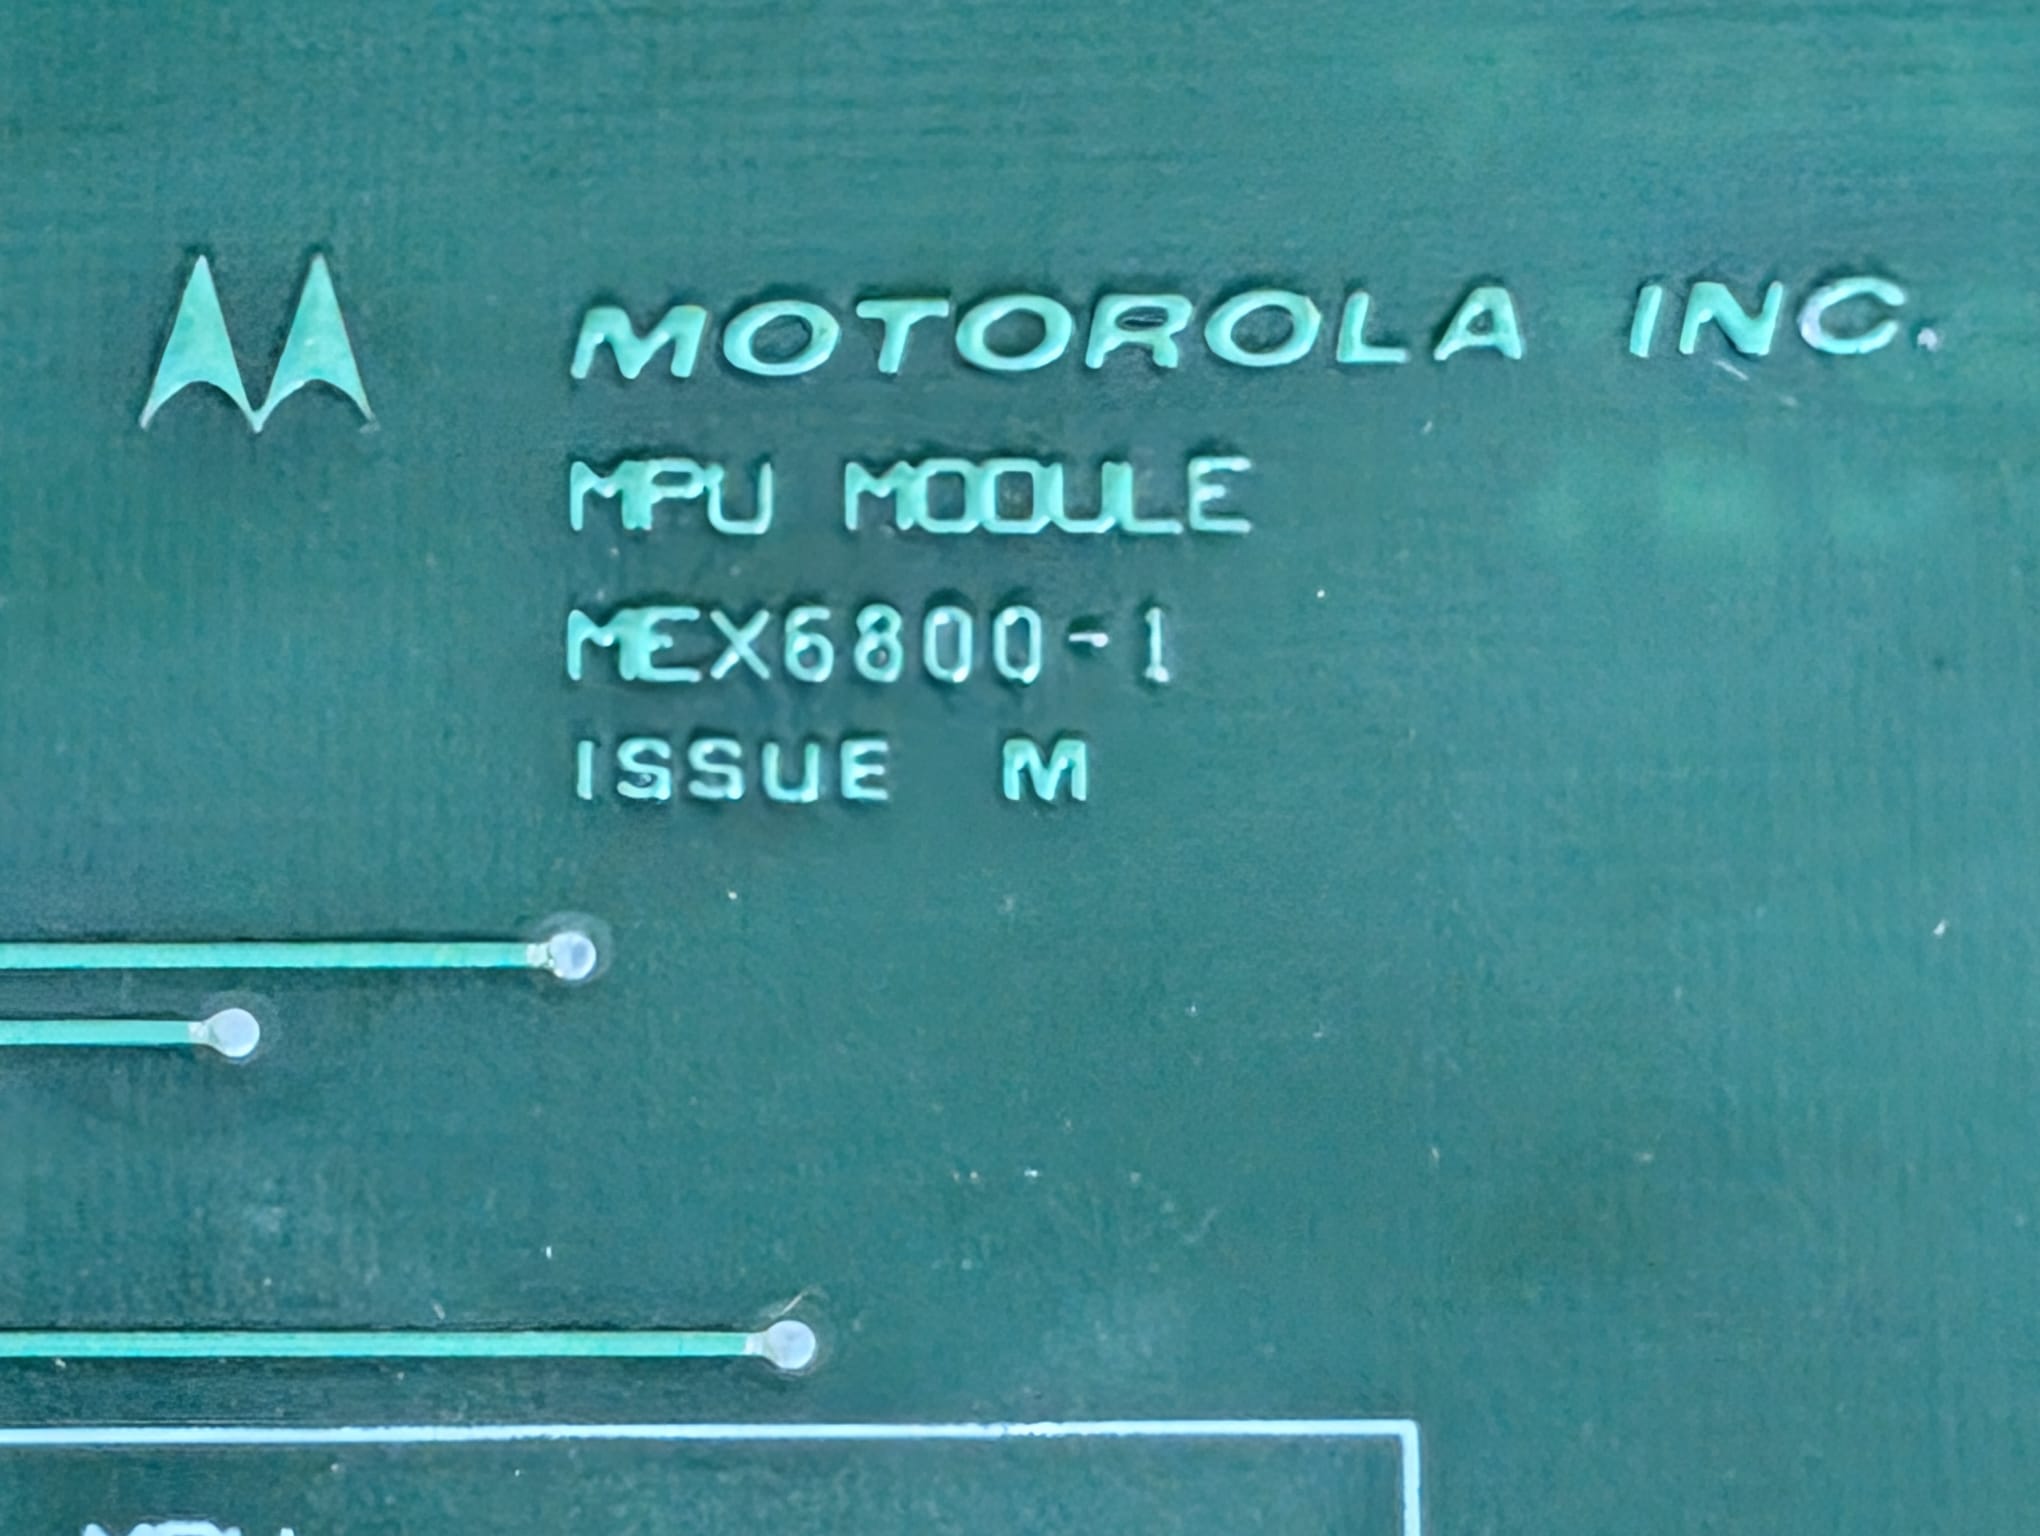 MOTOROLA INC.
MPU MODULE
MEX6800-1
ISSUE M